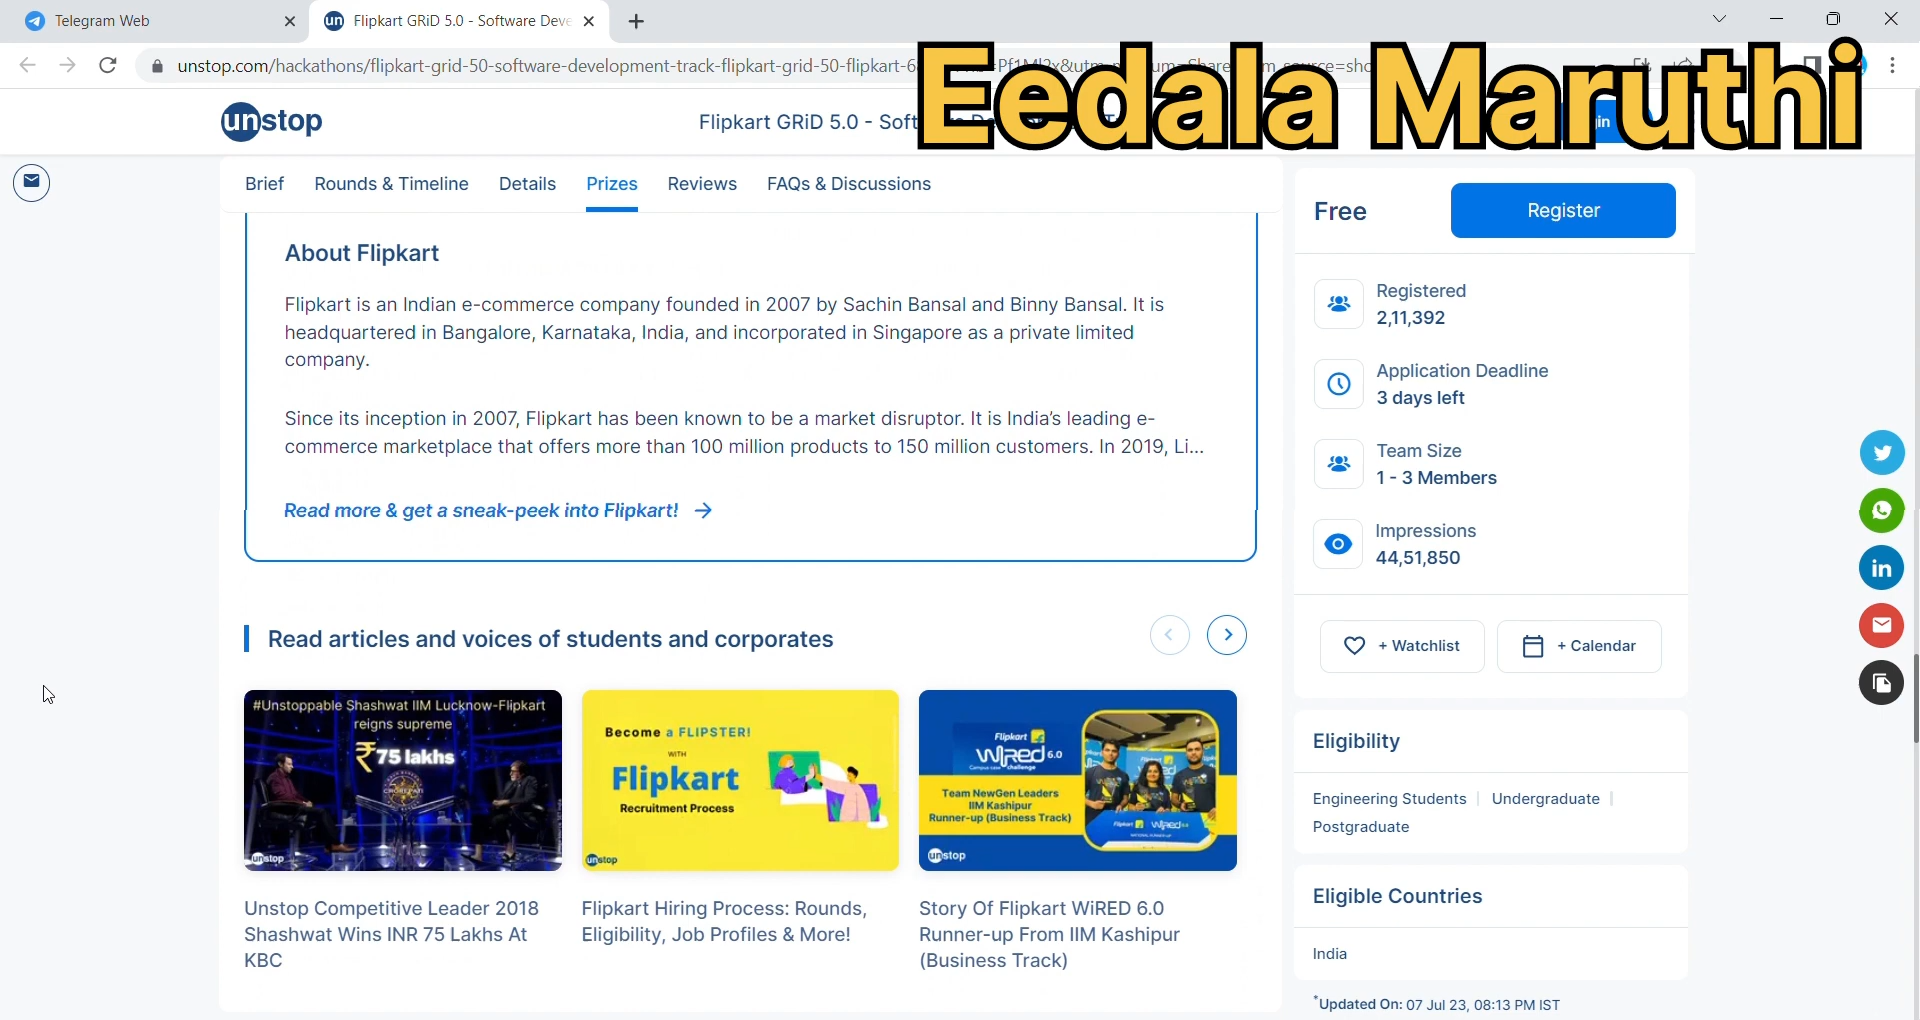 Telegram Web
un Flipkart GRiD 5.0 - Software Deve
unstop.com/hackathons/flipkart-grid-50-software-development-track-flipkart-grid-50-flipkart-6
Eedala Maruthi
unstop
Flipkart GRiD 5.0 - Soft
Brief Rounds & Timeline Details Prizes Reviews FAQs & Discussions
Free Register
About Flipkart
Flipkart is an Indian e-commerce company founded in 2007 by Sachin Bansal and Binny Bansal. It is
headquartered in Bangalore, Karnataka, India, and incorporated in Singapore as a private limited
company.
Since its inception in 2007, Flipkart has been known to be a market disruptor. It is India's leading e-
commerce marketplace that offers more than 100 million products to 150 million customers. In 2019, Li...
Read more & get a sneak-peek into Flipkart!
Registered
2,11,392
Application Deadline
3 days left
Team Size
1 - 3 Members
Impressions
44,51,850
+ Watchlist + Calendar
in
Read articles and voices of students and corporates
#Unstoppable Shashwat IIM Lucknow-Flipkart
reigns supreme
₹75 lakhs
unstop
Become a FLIPSTER!
WITH
Flipkart
Recruitment Process
unstop
Flipkart
WiRED 6.0
Campus case challenge
Team NewGen Leaders
IIM Kashipur
Runner-up (Business Track)
unstop
Unstop Competitive Leader 2018
Shashwat Wins INR 75 Lakhs At
KBC
Flipkart Hiring Process: Rounds,
Eligibility, Job Profiles & More!
Story Of Flipkart WiRED 6.0
Runner-up From IIM Kashipur
(Business Track)
Eligibility
Engineering Students | Undergraduate |
Postgraduate
Eligible Countries
India
*Updated On: 07 Jul 23, 08:13 PM IST